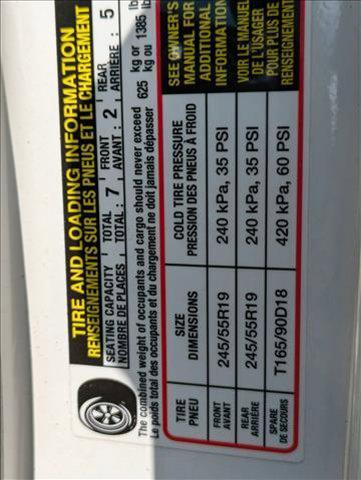 TIRE AND LOADING INFORMATION
RENSEIGNEMENTS SUR LES PNEUS ET LE CHARGEMENT
SEATING CAPACITY TOTAL : 7 FRONT : 2 REAR : 5
NOMBRE DE PLACES TOTAL : AVANT : ARRIÈRE :
The combined weight of occupants and cargo should never exceed 625 kg or 1385 lb
Le poids total des occupants et du chargement ne doit jamais dépasser kg ou
TIRE
PNEU
SIZE
DIMENSIONS
COLD TIRE PRESSURE
PRESSION DES PNEUS À FROID
FRONT
AVANT
245/55R19
240 kPa, 35 PSI
REAR
ARRIÈRE
245/55R19
240 kPa, 35 PSI
SPARE
DE SECOURS
T165/90D18
420 kPa, 60 PSI
SEE OWNER'S
MANUAL FOR
ADDITIONAL
INFORMATION
VOIR LE MANUEL
DE L'USAGER
POUR PLUS DE
RENSEIGNEMENT